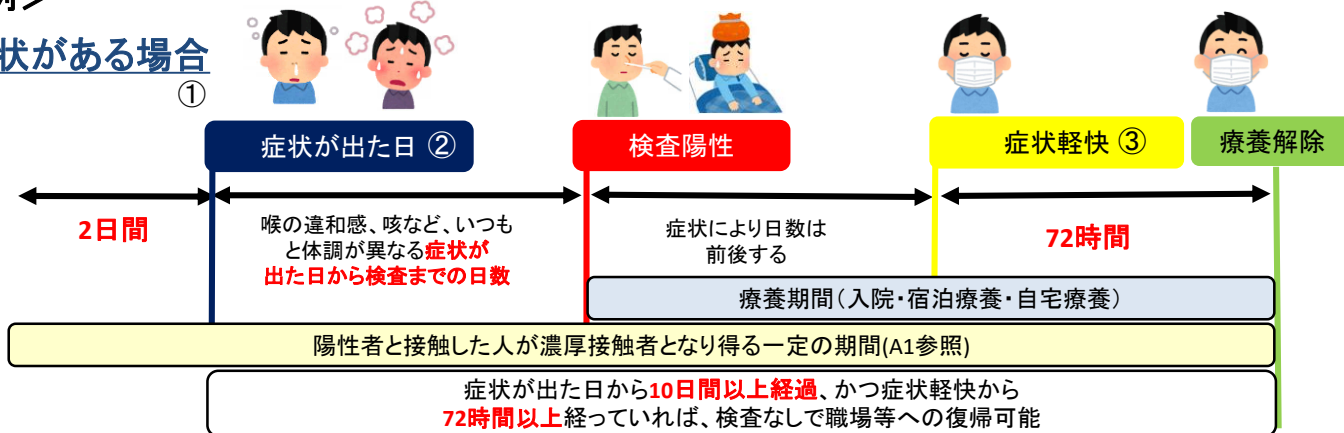 状がある場合
①
症状が出た日 ②
検査陽性
症状軽快 ③
療養解除
2日間
喉の違和感、咳など、いつも
と体調が異なる症状が
出た日から検査までの日数
症状により日数は
前後する
72時間
療養期間(入院・宿泊療養・自宅療養)
陽性者と接触した人が濃厚接触者となり得る一定の期間(A1参照)
症状が出た日から10日間以上経過、かつ症状軽快から
72時間以上経っていれば、検査なしで職場等への復帰可能